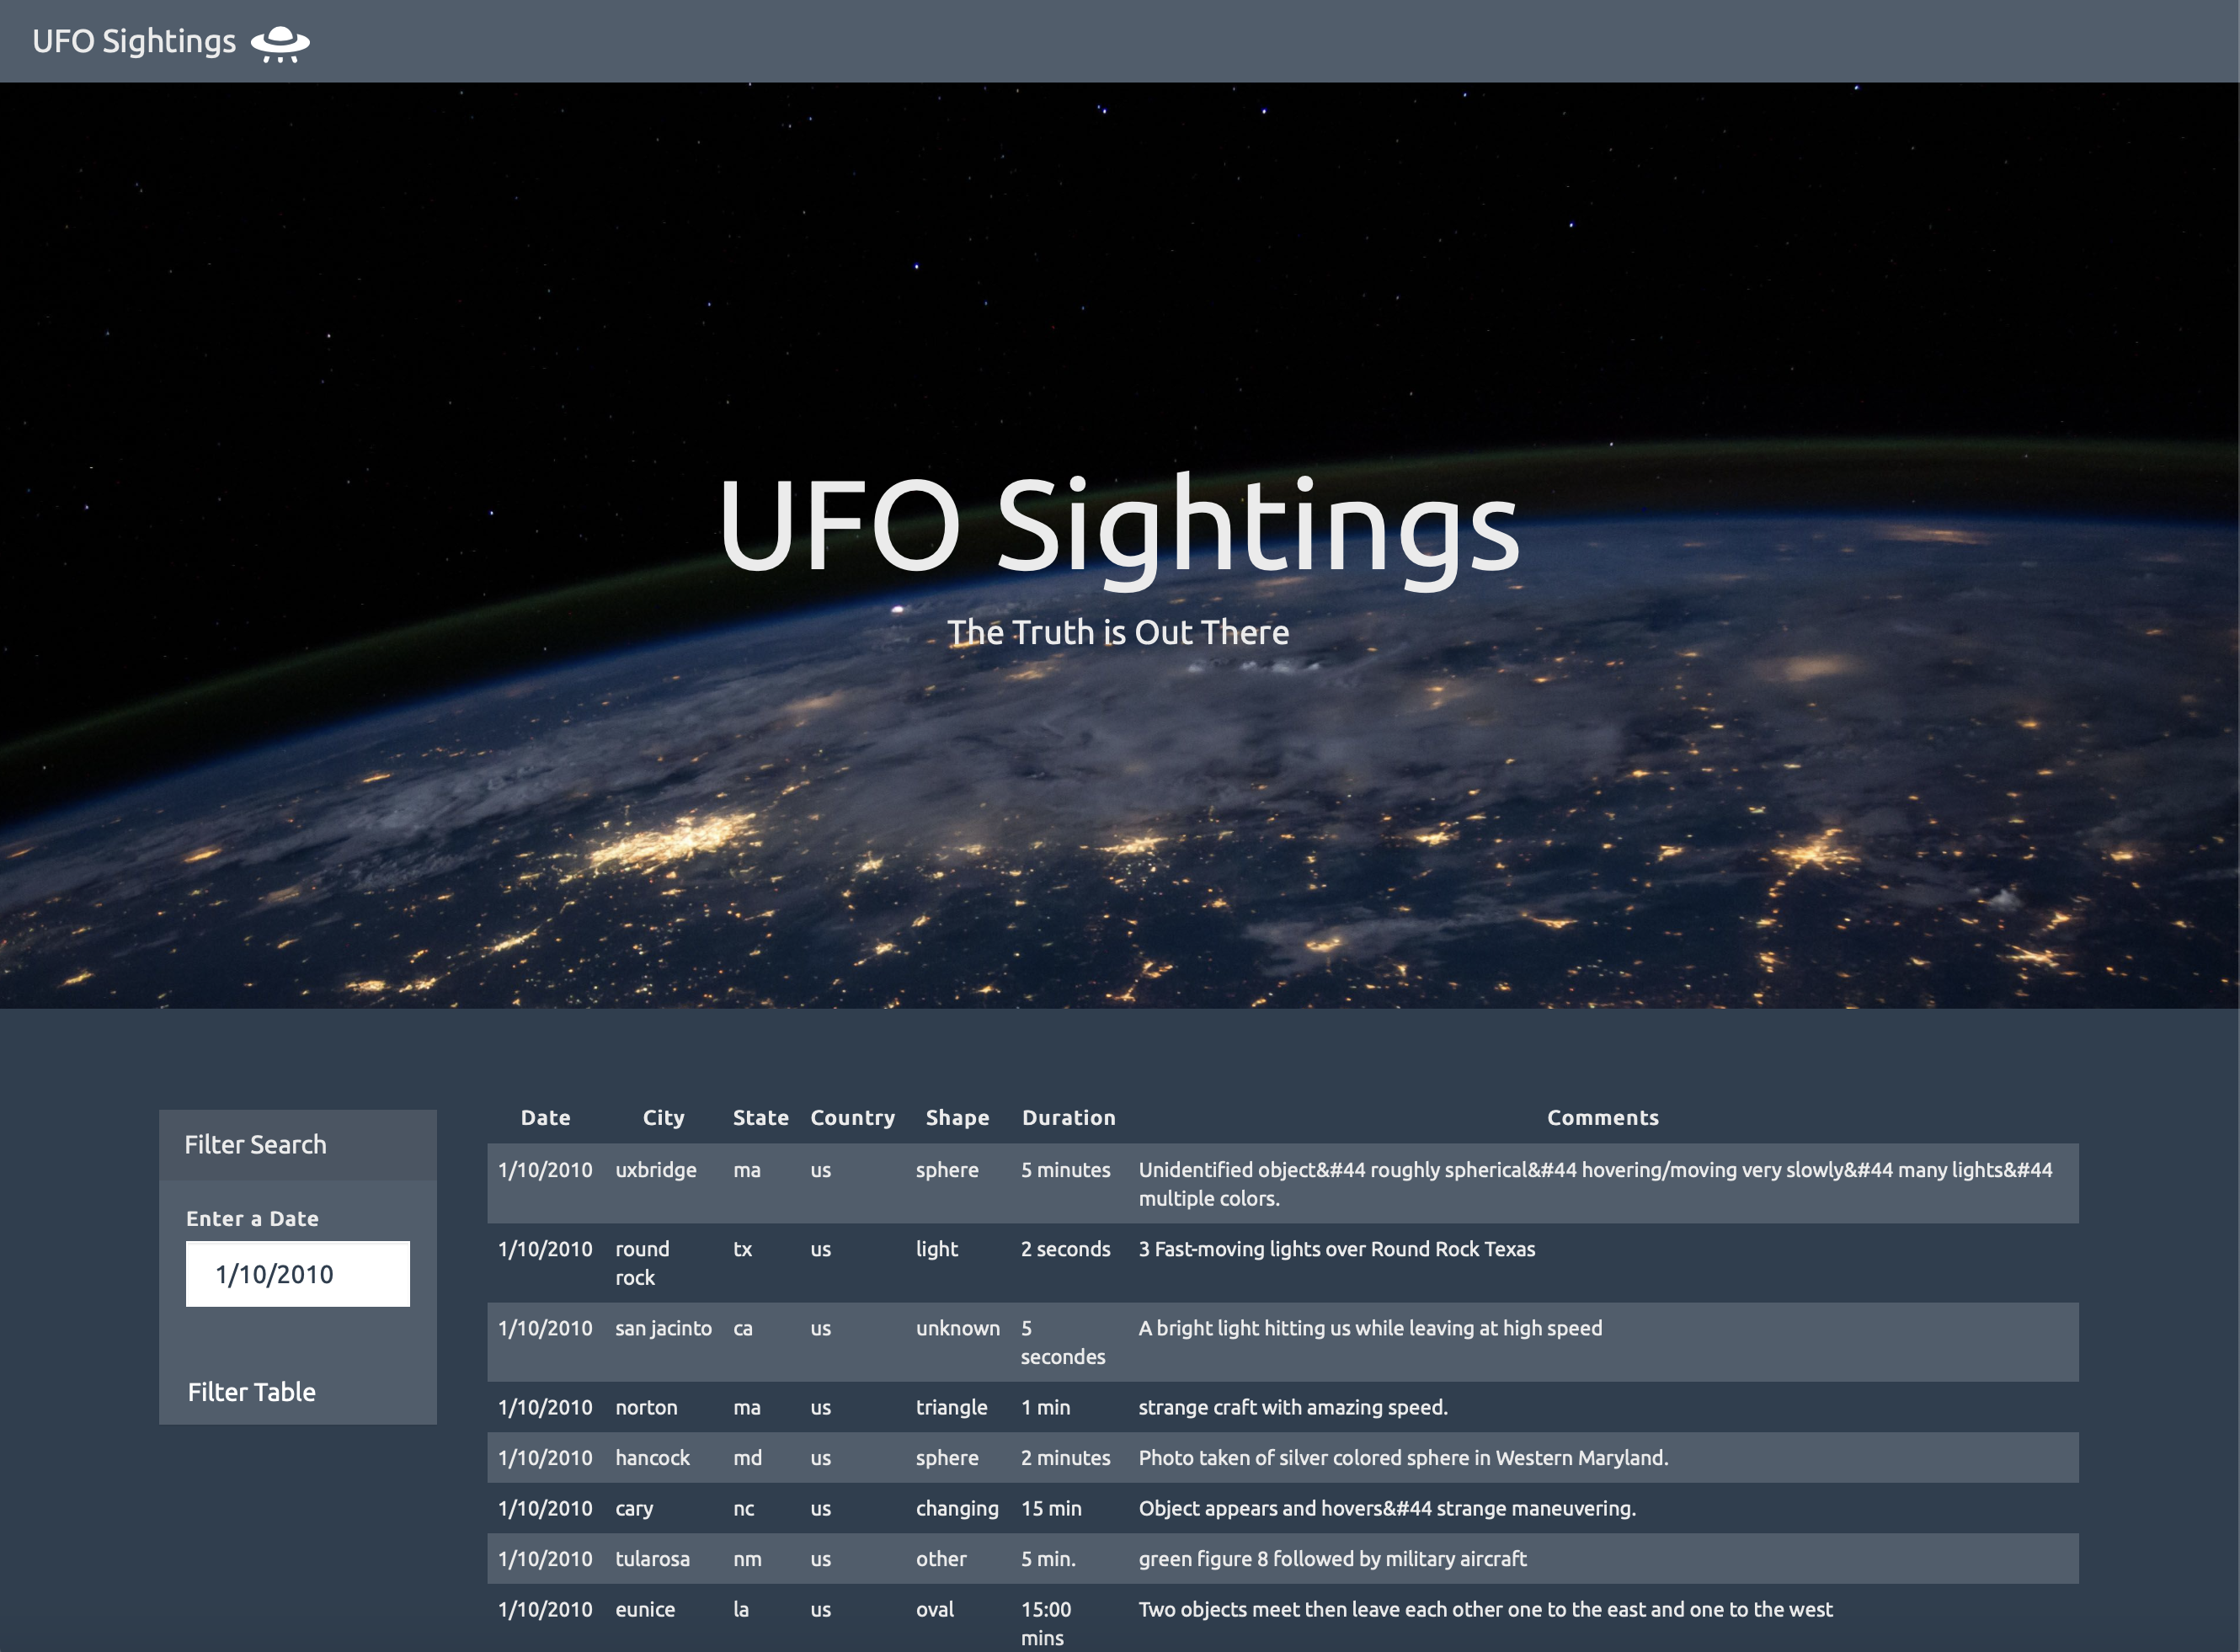 UFO Sightings
UFO Sightings
The Truth is Out There
Filter Search
Enter a Date
1/10/2010
Filter Table
Date City State Country Shape Duration Comments
1/10/2010 uxbridge ma us sphere 5 minutes Unidentified object&#44 roughly spherical&#44 hovering/moving very slowly&#44 many lights&#44
multiple colors.
1/10/2010 round tx us light 2 seconds 3 Fast-moving lights over Round Rock Texas
rock
1/10/2010 san jacinto ca us unknown 5 A bright light hitting us while leaving at high speed
secondes
1/10/2010 norton ma us triangle 1 min strange craft with amazing speed.
1/10/2010 hancock md us sphere 2 minutes Photo taken of silver colored sphere in Western Maryland.
1/10/2010 cary nc us changing 15 min Object appears and hovers&#44 strange maneuvering.
1/10/2010 tularosa nm us other 5 min. green figure 8 followed by military aircraft
1/10/2010 eunice la us oval 15:00 Two objects meet then leave each other one to the east and one to the west
mins